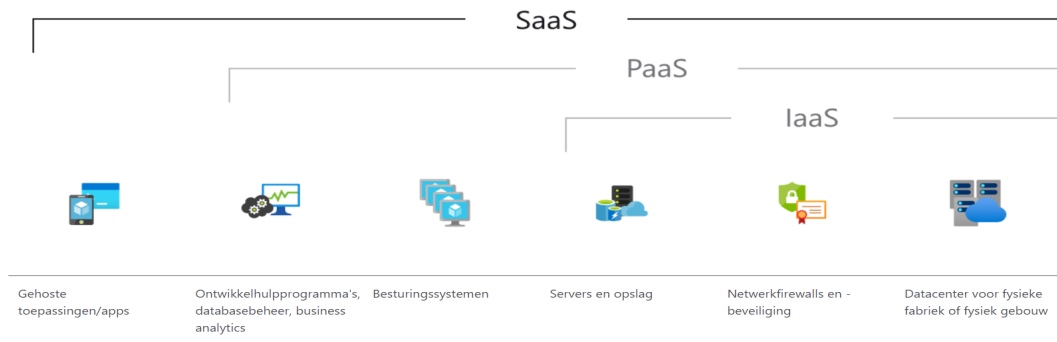 SaaS
PaaS
IaaS
Gehoste
toepassingen/apps
Ontwikkelhulpprogramma's,
databasebeheer, business
analytics
Besturingssystemen
Servers en opslag
Netwerkfirewalls en -
beveiliging
Datacenter voor fysieke
fabriek of fysiek gebouw